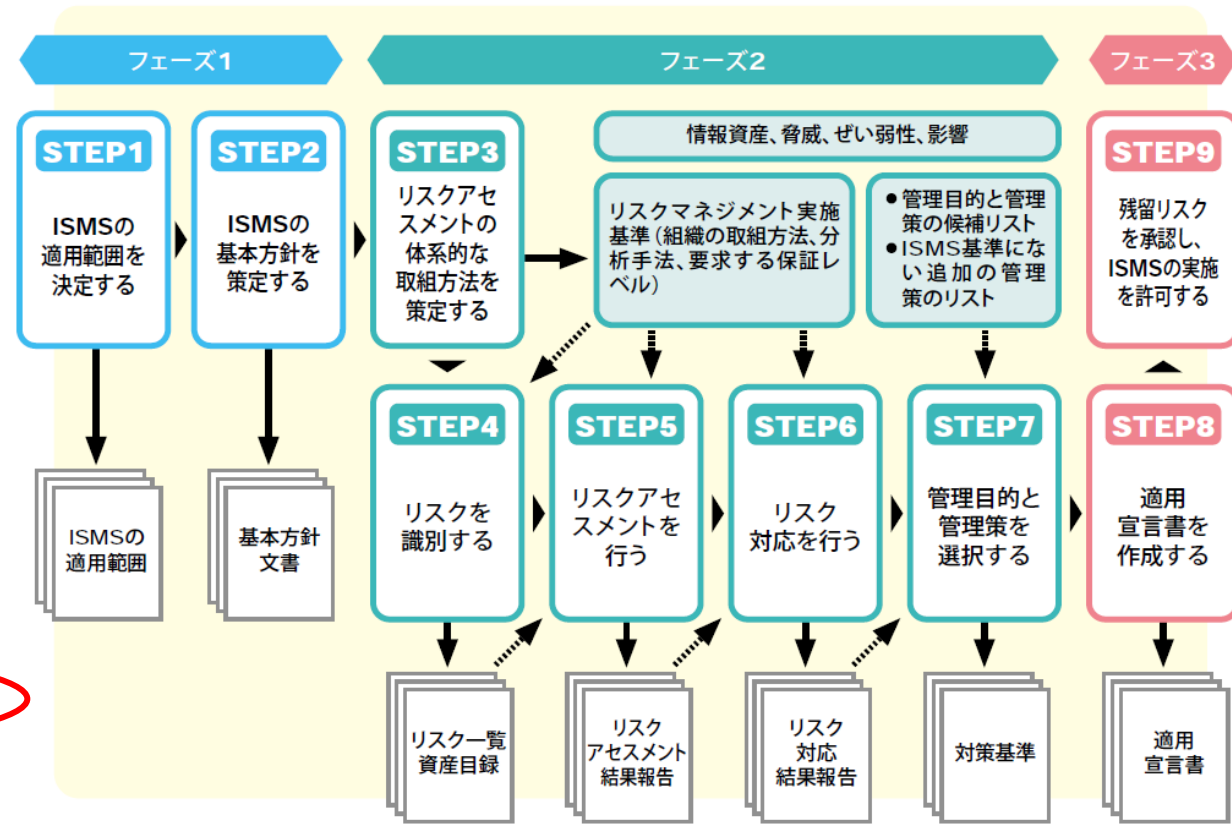 フェーズ1
フェーズ2
フェーズ3
STEP1
ISMSの
適用範囲を
決定する
STEP2
ISMSの
基本方針を
策定する
STEP3
リスクアセ
スメントの
体系的な
取組方法を
策定する
情報資産、脅威、ぜい弱性、影響
リスクマネジメント実施
基準(組織の取組方法、分
析手法、要求する保証レ
ベル)
●管理目的と管理
策の候補リスト
●ISMS基準にな
い追加の管理
策のリスト
STEP9
残留リスク
を承認し、
ISMSの実施
を許可する
STEP4
リスクを
識別する
STEP5
リスクアセ
スメントを
行う
STEP6
リスク
対応を行う
STEP7
管理目的と
管理策を
選択する
STEP8
適用
宣言書を
作成する
ISMSの
適用範囲
基本方針
文書
リスク一覧
資産目録
リスク
アセスメント
結果報告
リスク
対応
結果報告
対策基準
適用
宣言書